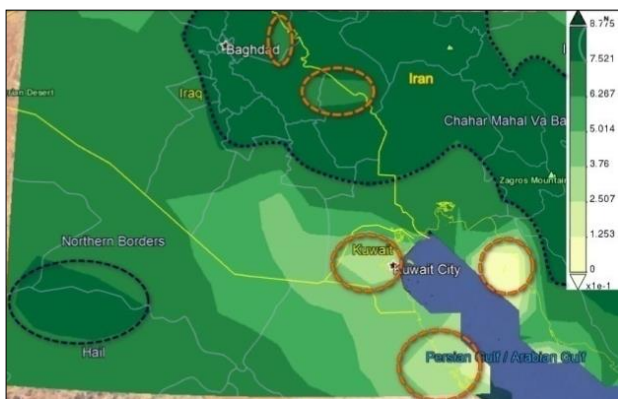 N
8.775
Baghdad
7.521
Iran
6.267
Iraq
5.014
Chahar Mahal Va Ba
3.76
Zagros Mountai
2.507
Northern Borders
Kuwait
1.253
Kuwait City
0
x1e-1
Hail
Persian Gulf / Arabian Gulf